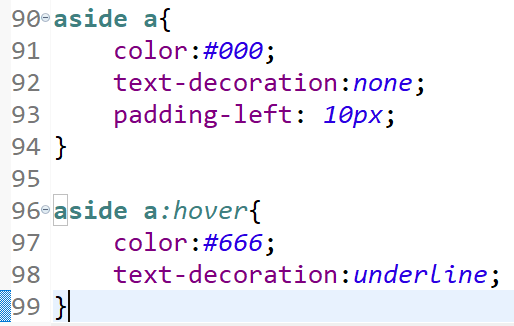 90 aside a{
91     color:#000;
92     text-decoration:none;
93     padding-left: 10px;
94 }
95
96 aside a:hover{
97     color:#666;
98     text-decoration:underline;
99 }